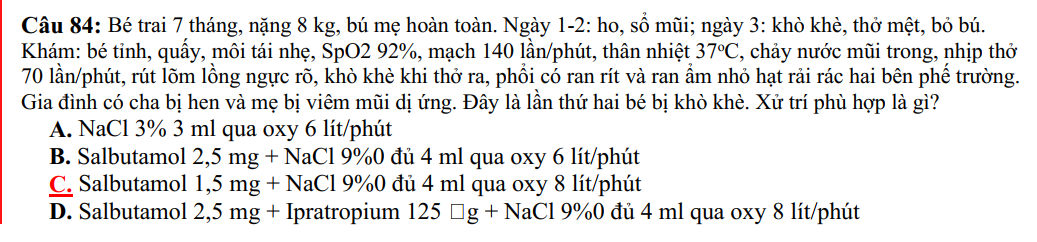 Câu 84: Bé trai 7 tháng, nặng 8 kg, bú mẹ hoàn toàn. Ngày 1-2: ho, sổ mũi; ngày 3: khò khè, thở mệt, bỏ bú.
Khám: bé tỉnh, quấy, môi tái nhẹ, SpO2 92%, mạch 140 lần/phút, thân nhiệt 37ºC, chảy nước mũi trong, nhịp thở
70 lần/phút, rút lõm lồng ngực rõ, khò khè khi thở ra, phổi có ran rít và ran ẩm nhỏ hạt rải rác hai bên phế trường.
Gia đình có cha bị hen và mẹ bị viêm mũi dị ứng. Đây là lần thứ hai bé bị khò khè. Xử trí phù hợp là gì?
A. NaCl 3% 3 ml qua oxy 6 lít/phút
B. Salbutamol 2,5 mg + NaCl 9%0 đủ 4 ml qua oxy 6 lít/phút
C. Salbutamol 1,5 mg + NaCl 9%0 đủ 4 ml qua oxy 8 lít/phút
D. Salbutamol 2,5 mg + Ipratropium 125 □g + NaCl 9%0 đủ 4 ml qua oxy 8 lít/phút